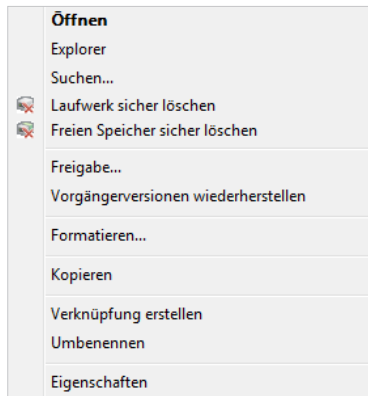 Öffnen
Explorer
Suchen...
Laufwerk sicher löschen
Freien Speicher sicher löschen
Freigabe...
Vorgängerversionen wiederherstellen
Formatieren...
Kopieren
Verknüpfung erstellen
Umbenennen
Eigenschaften